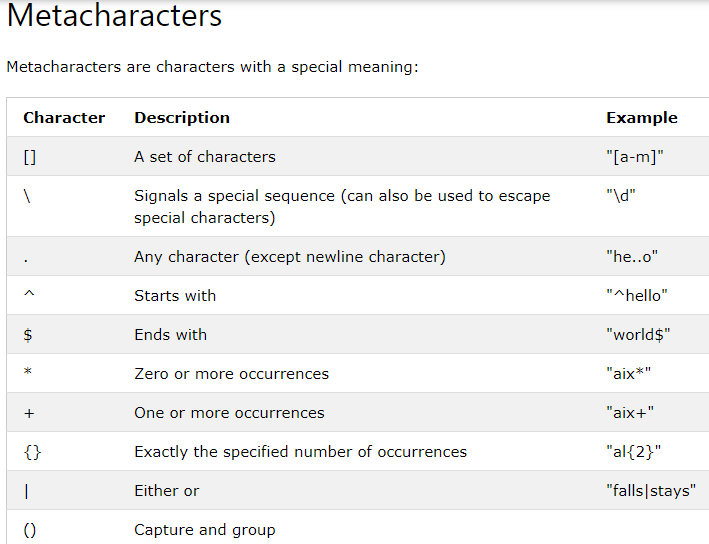 Metacharacters
Metacharacters are characters with a special meaning:
Character Description Example
[] A set of characters "[a-m]"
\ Signals a special sequence (can also be used to escape "\d"
special characters)
. Any character (except newline character) "he..o"
^ Starts with "^hello"
$ Ends with "world$"
* Zero or more occurrences "aix*"
+ One or more occurrences "aix+"
{} Exactly the specified number of occurrences "al{2}"
| Either or "falls|stays"
() Capture and group